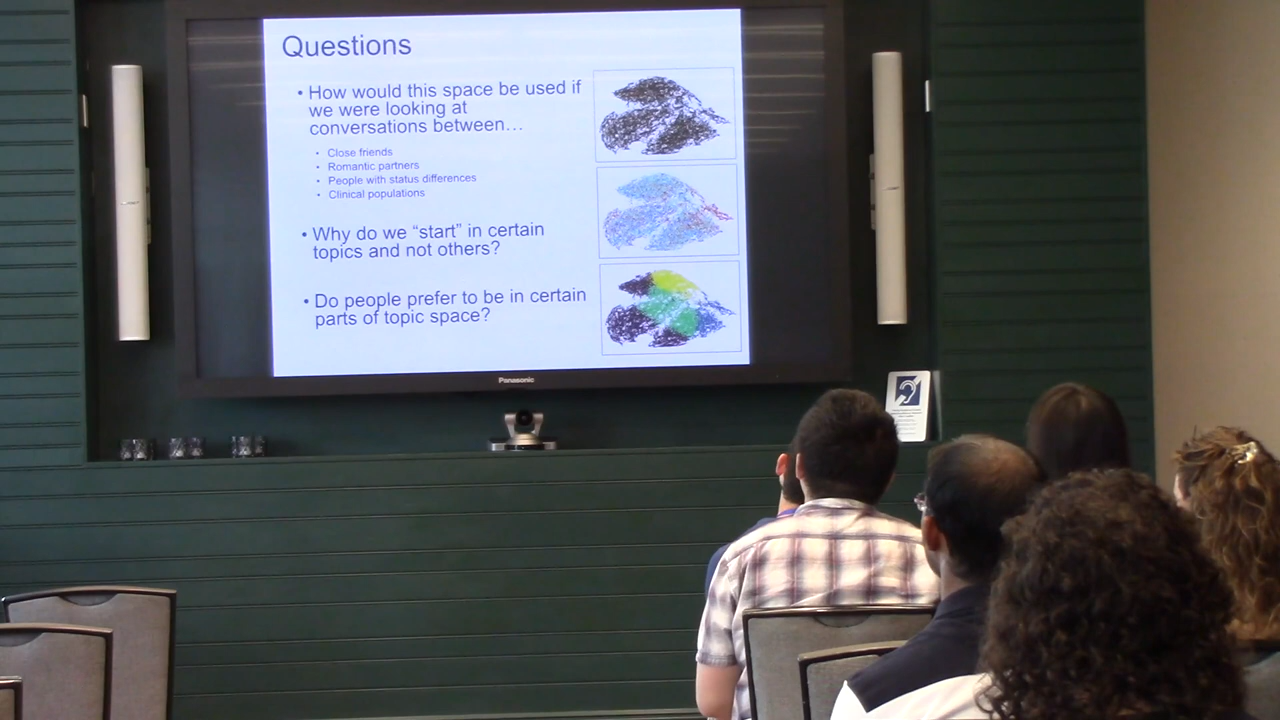 Questions
• How would this space be used if
we were looking at
conversations between…
• Close friends
• Romantic partners
• People with status differences
• Clinical populations
• Why do we “start” in certain
topics and not others?
• Do people prefer to be in certain
parts of topic space?
Panasonic